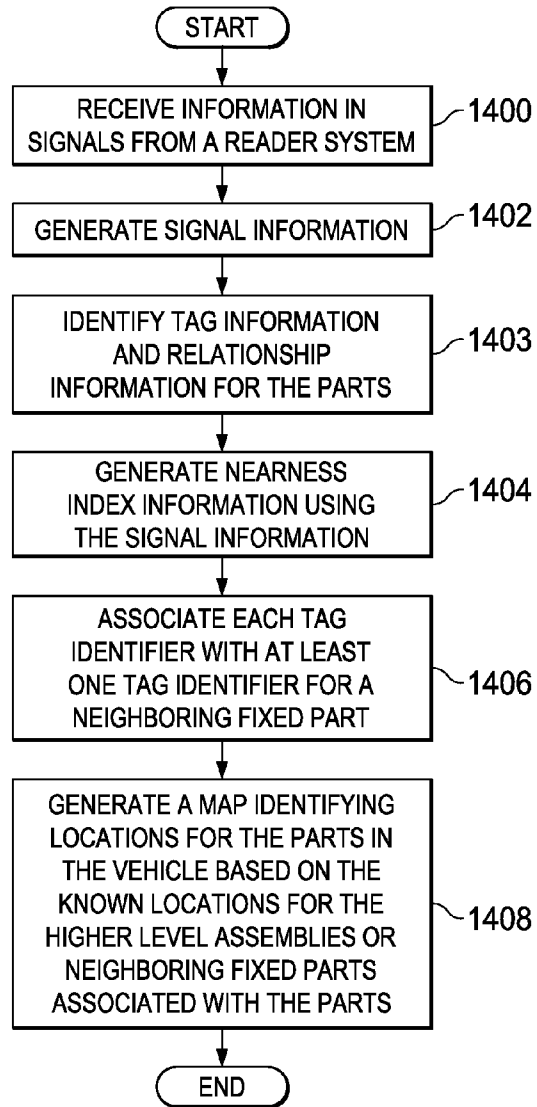 START
RECEIVE INFORMATION IN
SIGNALS FROM A READER SYSTEM
1400
GENERATE SIGNAL INFORMATION
1402
IDENTIFY TAG INFORMATION
AND RELATIONSHIP
INFORMATION FOR THE PARTS
1403
GENERATE NEARNESS
INDEX INFORMATION USING
THE SIGNAL INFORMATION
1404
ASSOCIATE EACH TAG
IDENTIFIER WITH AT LEAST
ONE TAG IDENTIFIER FOR A
NEIGHBORING FIXED PART
1406
GENERATE A MAP IDENTIFYING
LOCATIONS FOR THE PARTS IN
THE VEHICLE BASED ON THE
KNOWN LOCATIONS FOR THE
HIGHER LEVEL ASSEMBLIES OR
NEIGHBORING FIXED PARTS
ASSOCIATED WITH THE PARTS
1408
END